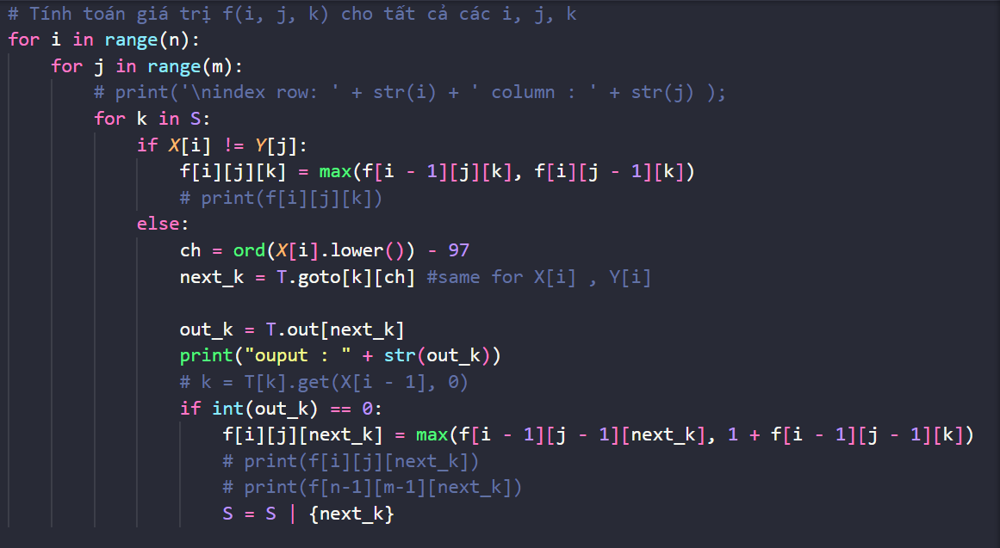 # Tính toán giá trị f(i, j, k) cho tất cả các i, j, k
for i in range(n):
    for j in range(m):
        # print('\nindex row: ' + str(i) + ' column : ' + str(j) );
        for k in S:
            if X[i] != Y[j]:
                f[i][j][k] = max(f[i - 1][j][k], f[i][j - 1][k])
                # print(f[i][j][k])
            else:
                ch = ord(X[i].lower()) - 97
                next_k = T.goto[k][ch] #same for X[i] , Y[i]

                out_k = T.out[next_k]
                print("ouput : " + str(out_k))
                # k = T[k].get(X[i - 1], 0)
                if int(out_k) == 0:
                    f[i][j][next_k] = max(f[i - 1][j - 1][next_k], 1 + f[i - 1][j - 1][k])
                    # print(f[i][j][next_k])
                    # print(f[n-1][m-1][next_k])
                    S = S | {next_k}